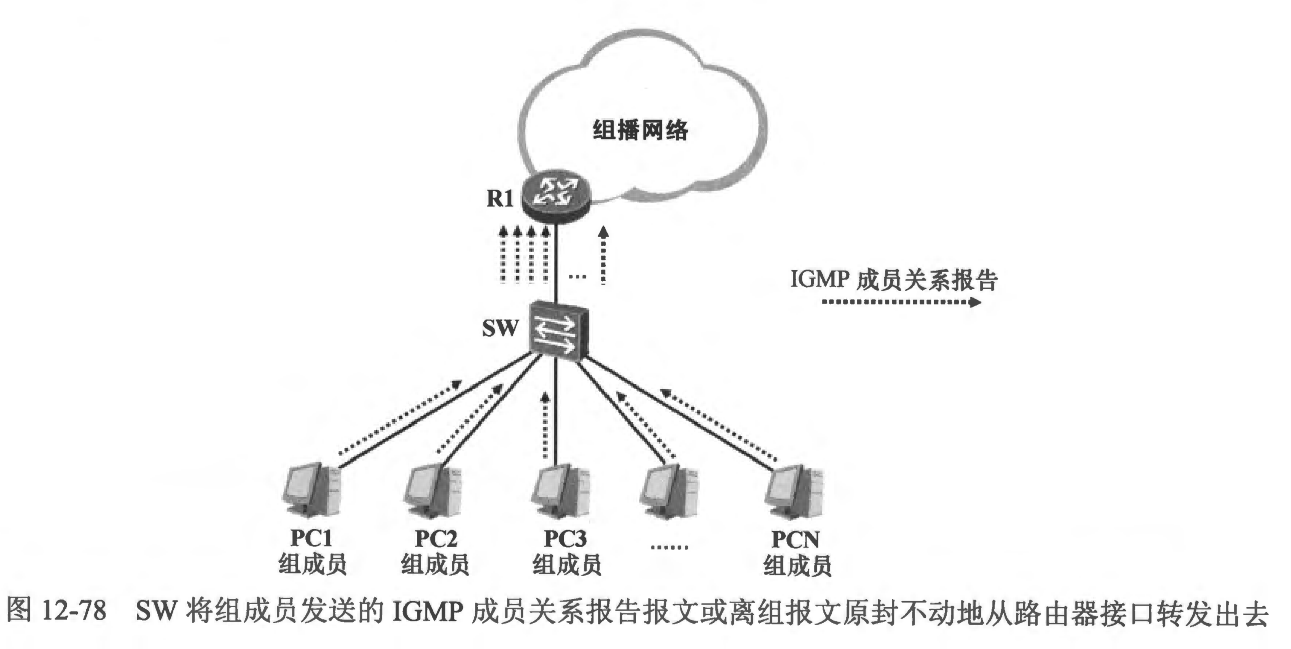 组播网络
R1
...
IGMP 成员关系报告
SW
PC1
组成员
PC2
组成员
PC3
组成员
......
PCN
组成员
图 12-78 SW 将组成员发送的 IGMP 成员关系报告报文或离组报文原封不动地从路由器接口转发出去